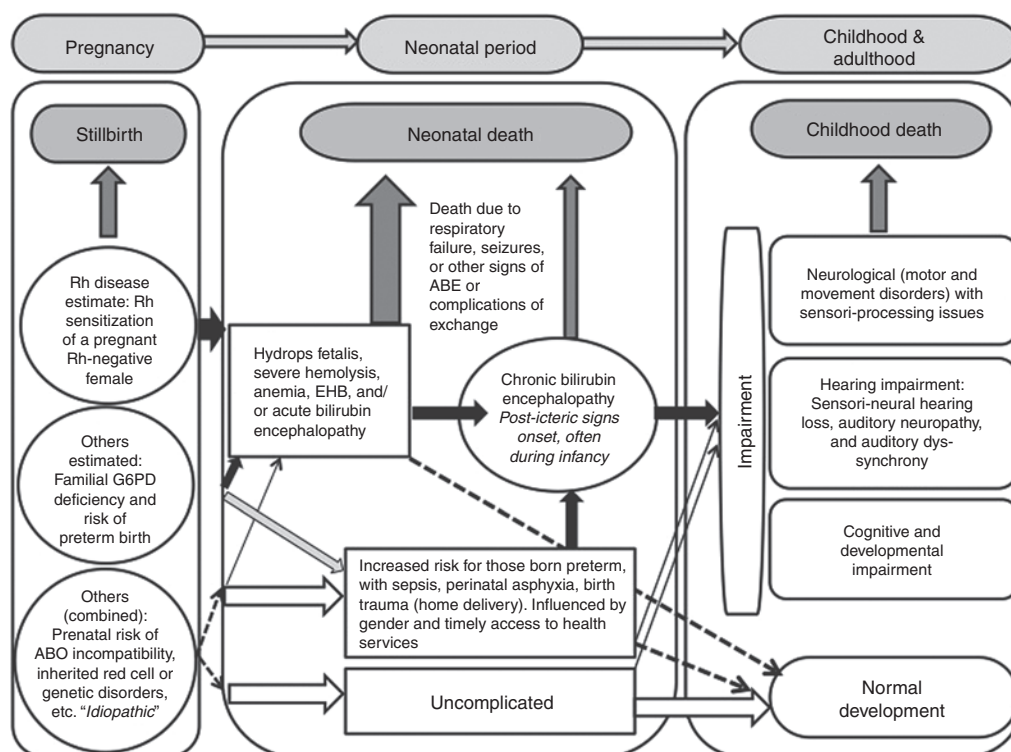 Pregnancy
Neonatal period
Childhood &
adulthood
Stillbirth
Neonatal death
Childhood death
Rh disease
estimate: Rh
sensitization
of a pregnant
Rh-negative
female
Others
estimated:
Familial G6PD
deficiency and
risk of
preterm birth
Others
(combined):
Prenatal risk of
ABO incompatibility,
inherited red cell or
genetic disorders,
etc. “Idiopathic”
Death due to
respiratory
failure, seizures,
or other signs of
ABE or
complications of
exchange
Hydrops fetalis,
severe hemolysis,
anemia, EHB, and/
or acute bilirubin
encephalopathy
Chronic bilirubin
encephalopathy
Post-icteric signs
onset, often
during infancy
Increased risk for those born preterm,
with sepsis, perinatal asphyxia, birth
trauma (home delivery). Influenced by
gender and timely access to health
services
Uncomplicated
Impairment
Neurological (motor and
movement disorders) with
sensori-processing issues
Hearing impairment:
Sensori-neural hearing
loss, auditory neuropathy,
and auditory dys-
synchrony
Cognitive and
developmental
impairment
Normal
development